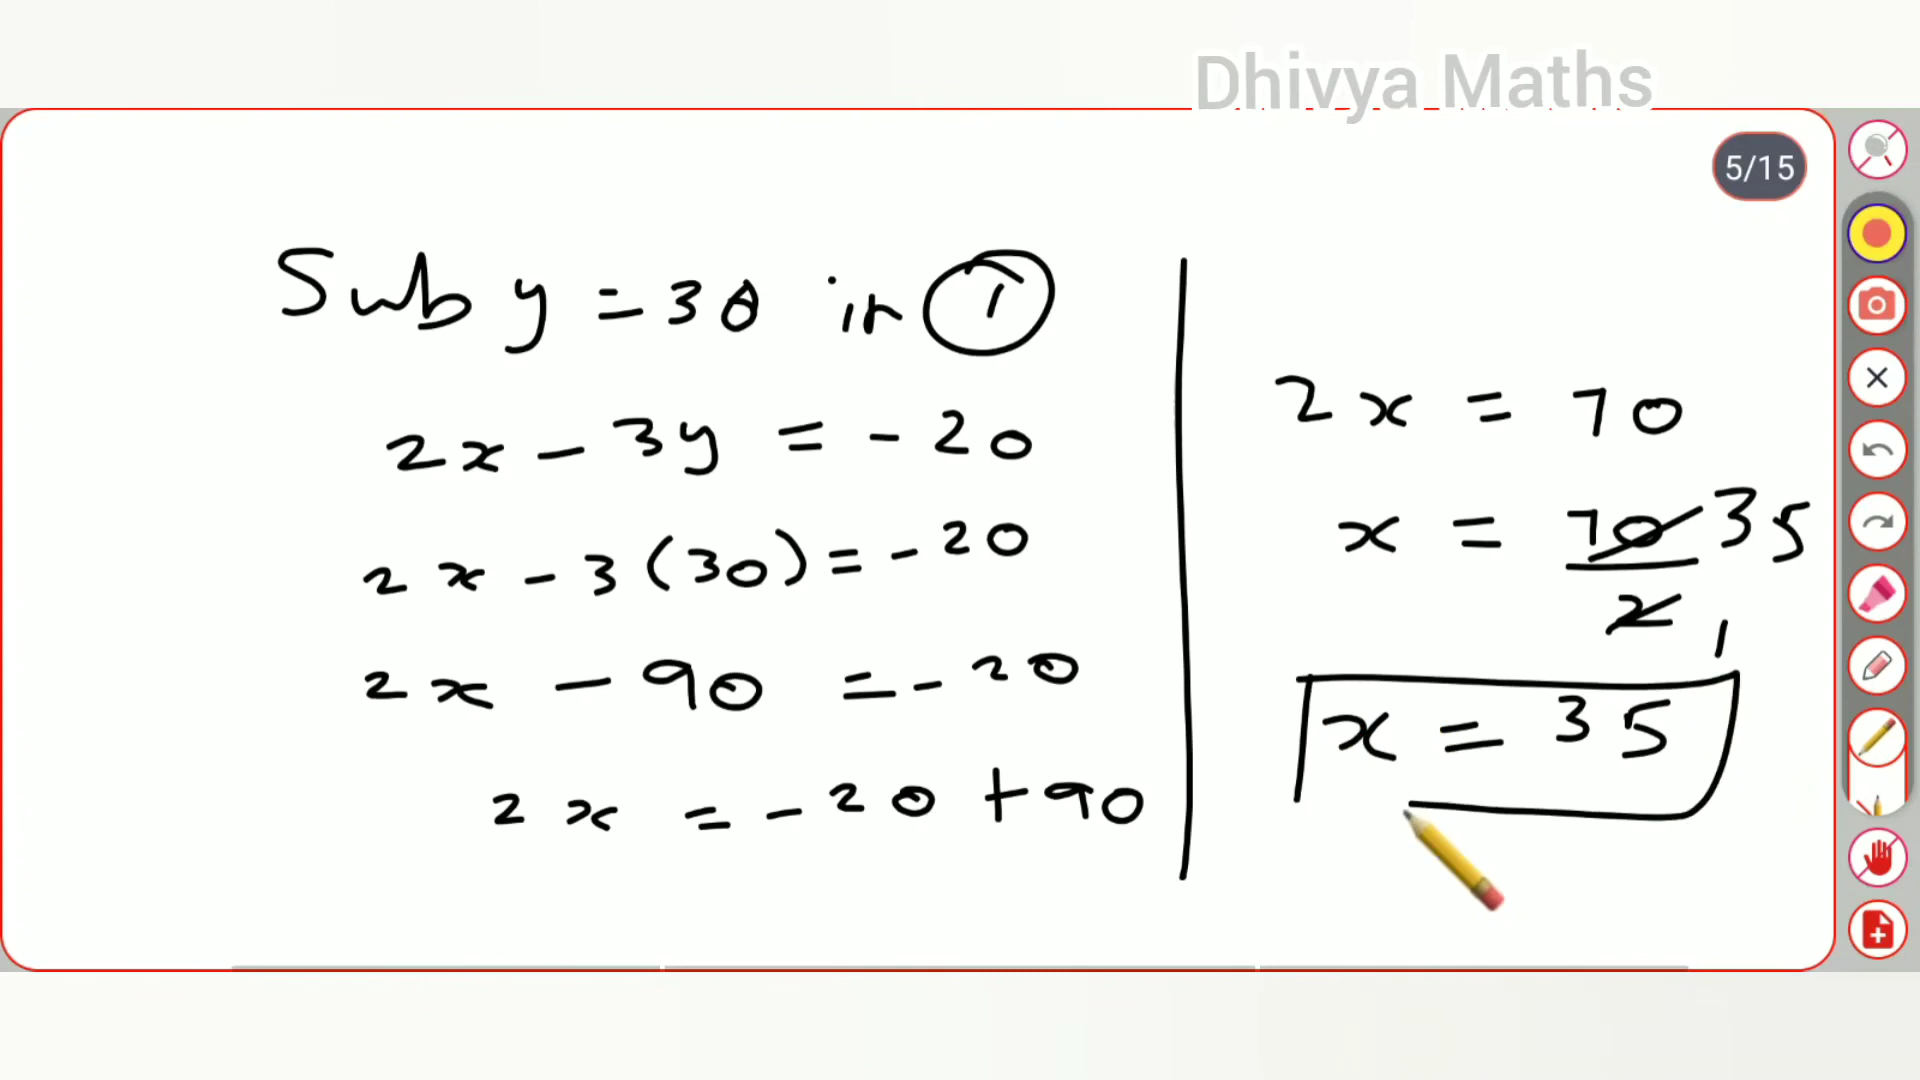 Dhivya Maths
5/15
Sub y = 30 in ①
2x - 3y = -20
2x - 3(30) = -20
2x - 90 = -20
2x = -20 + 90
2x = 70
x = 70/2 35
1
x = 35